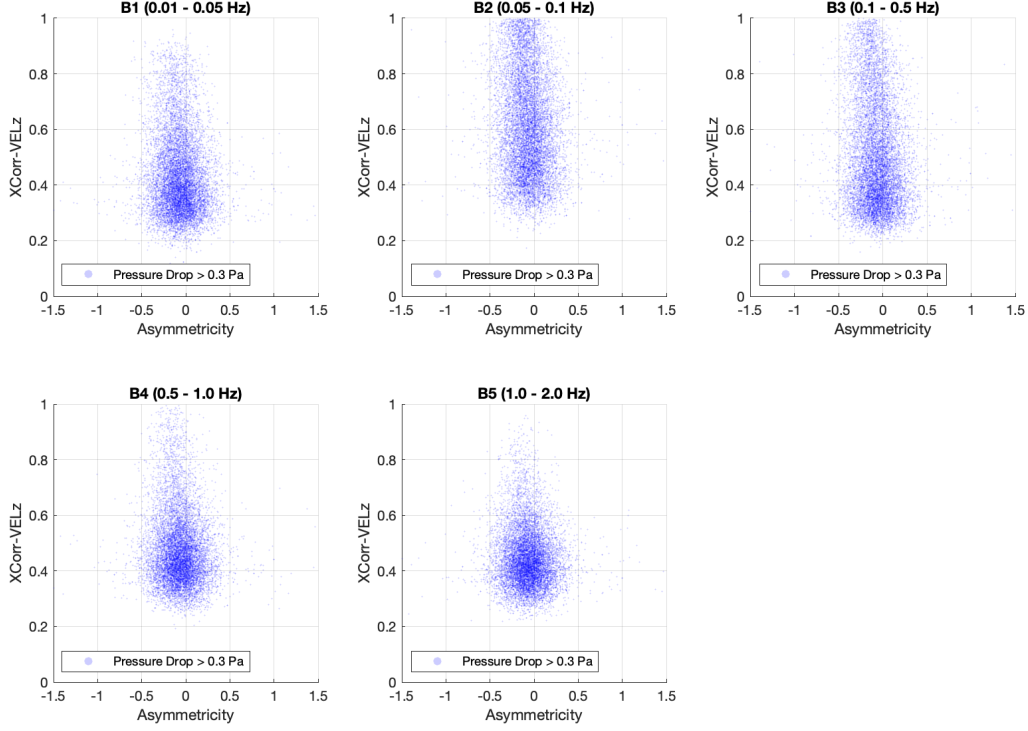 B1 (0.01 - 0.05 Hz)
1
0.8
0.6
0.4
0.2
0
XCorr-VELz
Pressure Drop > 0.3 Pa
-1.5 -1 -0.5 0 0.5 1 1.5
Asymmetricity
B2 (0.05 - 0.1 Hz)
1
0.8
0.6
0.4
0.2
0
XCorr-VELz
Pressure Drop > 0.3 Pa
-1.5 -1 -0.5 0 0.5 1 1.5
Asymmetricity
B3 (0.1 - 0.5 Hz)
1
0.8
0.6
0.4
0.2
0
XCorr-VELz
Pressure Drop > 0.3 Pa
-1.5 -1 -0.5 0 0.5 1 1.5
Asymmetricity
B4 (0.5 - 1.0 Hz)
1
0.8
0.6
0.4
0.2
0
XCorr-VELz
Pressure Drop > 0.3 Pa
-1.5 -1 -0.5 0 0.5 1 1.5
Asymmetricity
B5 (1.0 - 2.0 Hz)
1
0.8
0.6
0.4
0.2
0
XCorr-VELz
Pressure Drop > 0.3 Pa
-1.5 -1 -0.5 0 0.5 1 1.5
Asymmetricity